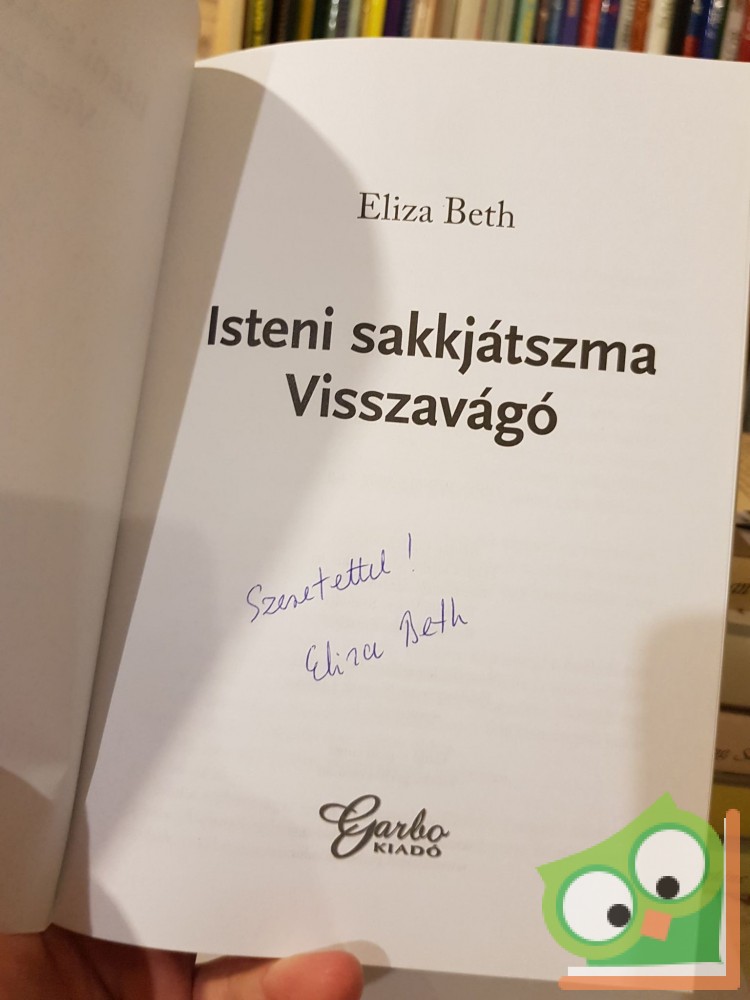 Eliza Beth
Isteni sakkjátszma
Visszavágó
Szeretettel!
Eliza Beth
Garbo
KIADÓ